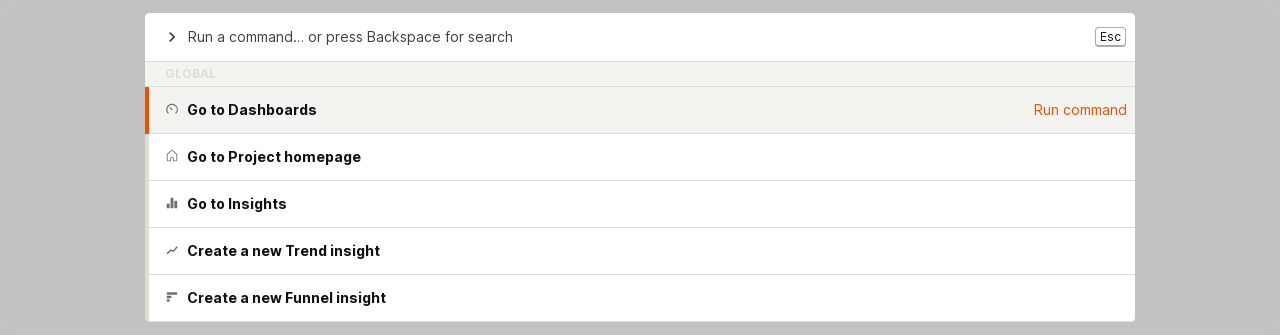 Run a command… or press Backspace for search
Esc
GLOBAL
Go to Dashboards
Run command
Go to Project homepage
Go to Insights
Create a new Trend insight
Create a new Funnel insight